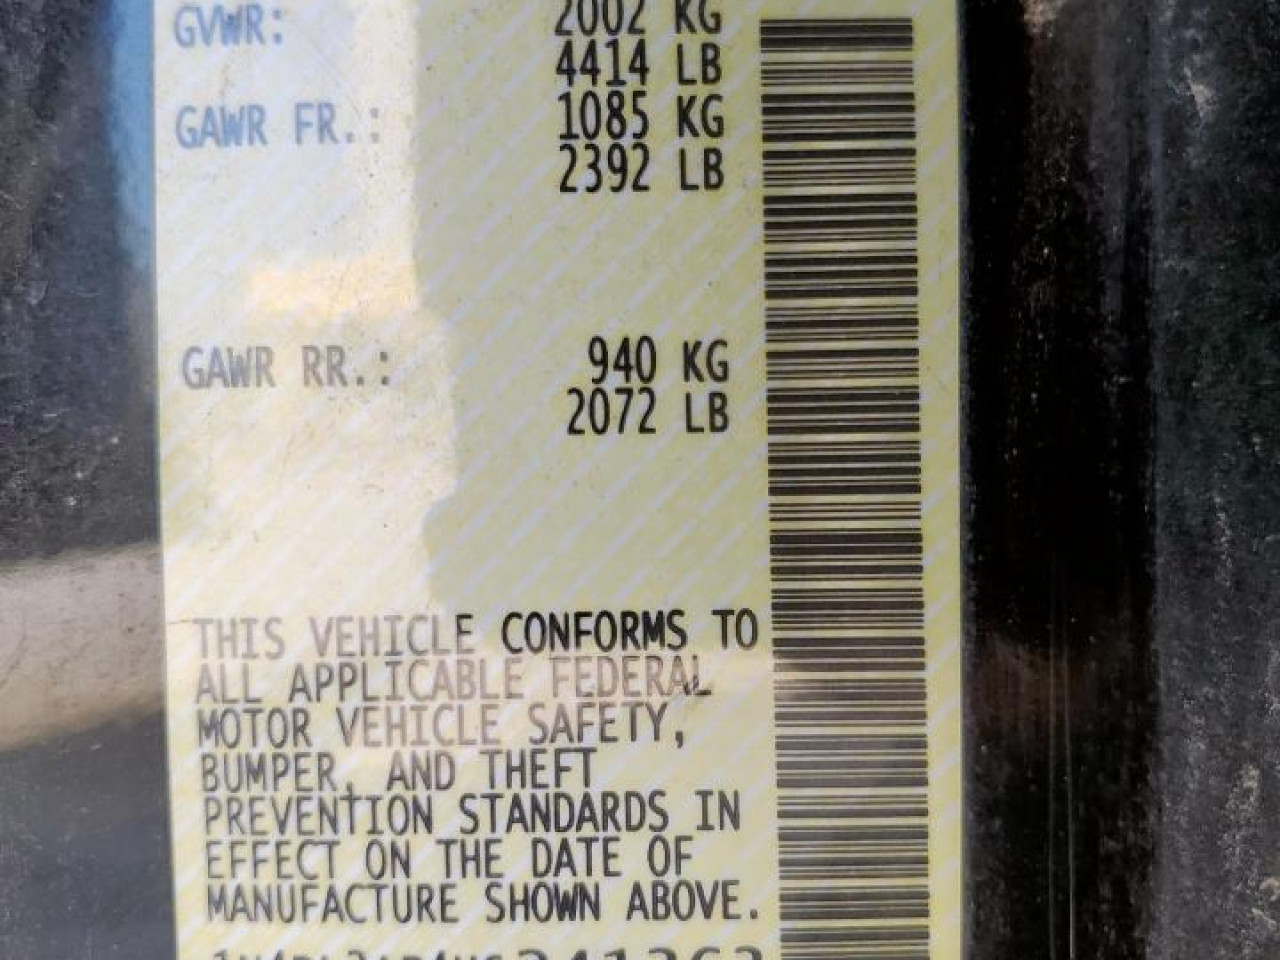 GVWR: 2002 KG
4414 LB
GAWR FR.: 1085 KG
2392 LB
GAWR RR.: 940 KG
2072 LB
THIS VEHICLE CONFORMS TO
ALL APPLICABLE FEDERAL
MOTOR VEHICLE SAFETY,
BUMPER, AND THEFT
PREVENTION STANDARDS IN
EFFECT ON THE DATE OF
MANUFACTURE SHOWN ABOVE.